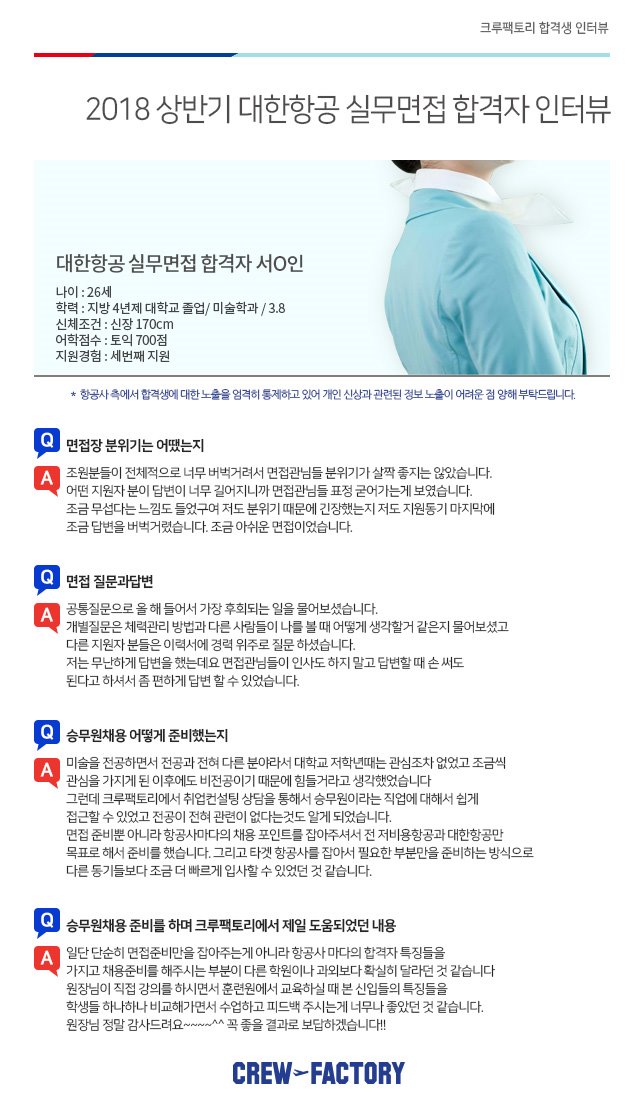 크루팩토리 합격생 인터뷰
2018 상반기 대한항공 실무면접 합격자 인터뷰
대한항공 실무면접 합격자 서O인
나이 : 26세
학력 : 지방 4년제 대학교 졸업/ 미술학과 / 3.8
신체조건 : 신장 170cm
어학점수 : 토익 700점
지원경험 : 세번째 지원
* 항공사 측에서 합격생에 대한 노출을 엄격히 통제하고 있어 개인 신상과 관련된 정보 노출이 어려운 점 양해 부탁드립니다.
Q 면접장 분위기는 어땠는지
A 조원분들이 전체적으로 너무 버벅거려서 면접관님들 분위기가 살짝 좋지는 않았습니다.
어떤 지원자 분이 답변이 너무 길어지니까 면접관님들 표정 굳어가는게 보였습니다.
조금 무섭다는 느낌도 들었구여 저도 분위기 때문에 긴장했는지 저도 지원동기 마지막에
조금 답변을 버벅거렸습니다. 조금 아쉬운 면접이었습니다.
Q 면접 질문과답변
A 공통질문으로 올 해 들어서 가장 후회되는 일을 물어보셨습니다.
개별질문은 체력관리 방법과 다른 사람들이 나를 볼 때 어떻게 생각할거 같은지 물어보셨고
다른 지원자 분들은 이력서에 경력 위주로 질문 하셨습니다.
저는 무난하게 답변을 했는데요 면접관님들이 인사도 하지 말고 답변할 때 손 써도
된다고 하셔서 좀 편하게 답변 할 수 있었습니다.
Q 승무원채용 어떻게 준비했는지
A 미술을 전공하면서 전공과 전혀 다른 분야라서 대학교 저학년때는 관심조차 없었고 조금씩
관심을 가지게 된 이후에도 비전공이기 때문에 힘들거라고 생각했었습니다
그런데 크루팩토리에서 취업컨설팅 상담을 통해서 승무원이라는 직업에 대해서 쉽게
접근할 수 있었고 전공이 전혀 관련이 없다는것도 알게 되었습니다.
면접 준비뿐 아니라 항공사마다의 채용 포인트를 잡아주셔서 전 저비용항공과 대한항공만
목표로 해서 준비를 했습니다. 그리고 타겟 항공사를 잡아서 필요한 부분만을 준비하는 방식으로
다른 동기들보다 조금 더 빠르게 입사할 수 있었던 것 같습니다.
Q 승무원채용 준비를 하며 크루팩토리에서 제일 도움되었던 내용
A 일단 단순히 면접준비만을 잡아주는게 아니라 항공사 마다의 합격자 특징들을
가지고 채용준비를 해주시는 부분이 다른 학원이나 과외보다 확실히 달라던 것 같습니다
원장님이 직접 강의를 하시면서 훈련원에서 교육하실 때 본 신입들의 특징들을
학생들 하나하나 비교해가면서 수업하고 피드백 주시는게 너무나 좋았던 것 같습니다.
원장님 정말 감사드려요~~~~^^ 꼭 좋을 결과로 보답하겠습니다!!
CREW FACTORY